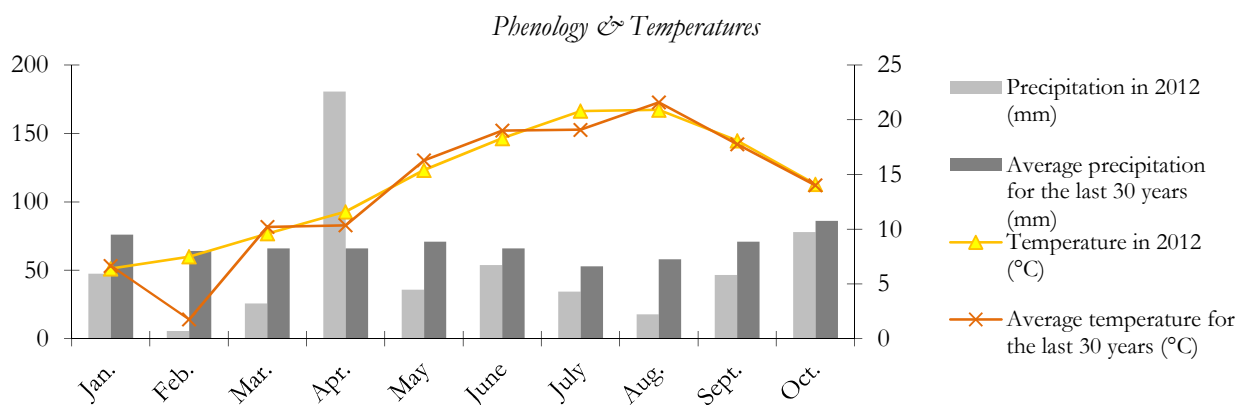 Phenology & Temperatures
200
150
100
50
0
25
20
15
10
5
0
Jan.
Feb.
Mar.
Apr.
May
June
July
Aug.
Sept.
Oct.
Precipitation in 2012
(mm)
Average precipitation
for the last 30 years
(mm)
Temperature in 2012
(°C)
Average temperature for
the last 30 years (°C)